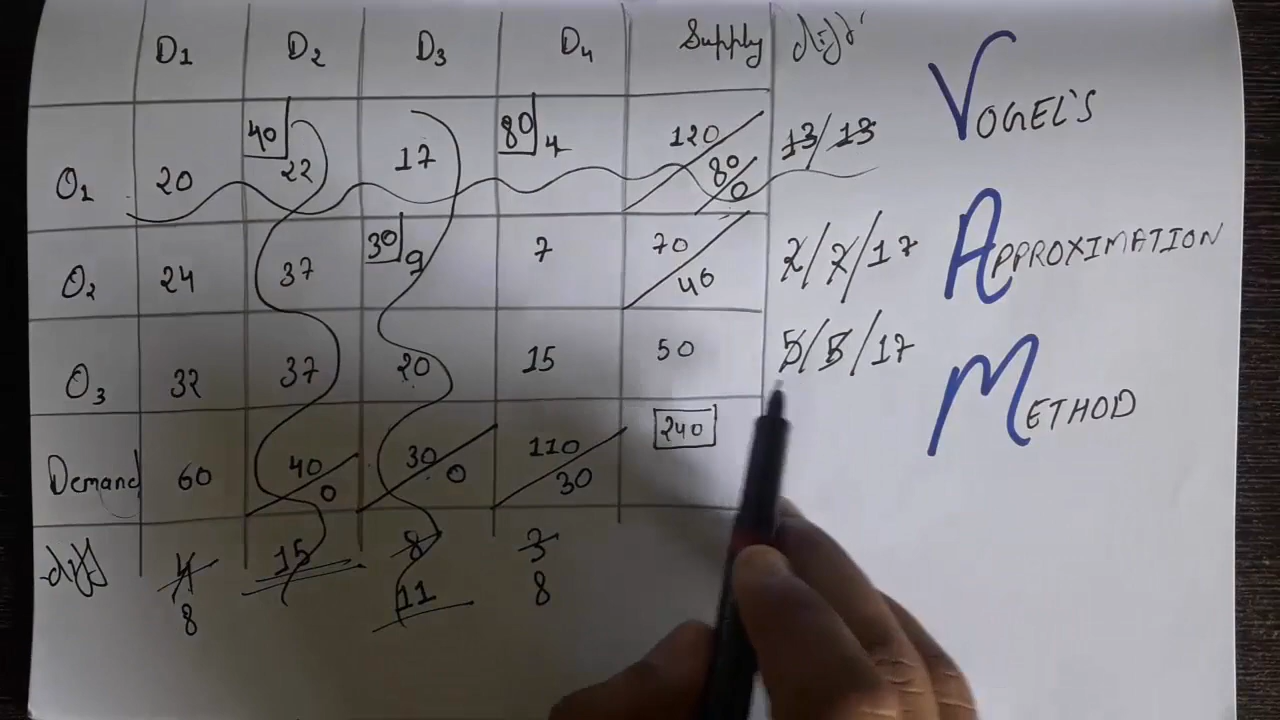 D1 D2 D3 D4 Supply diff
O1 20 40 22 17 80 4 120 80 0 13/13
O2 24 37 30 9 7 70 40 2/2/17
O3 32 37 20 15 50 5/5/17
Demand 60 40 0 30 0 110 30 240
diff 4 15 8 3
8 11 8
VOGEL'S
APPROXIMATION
METHOD